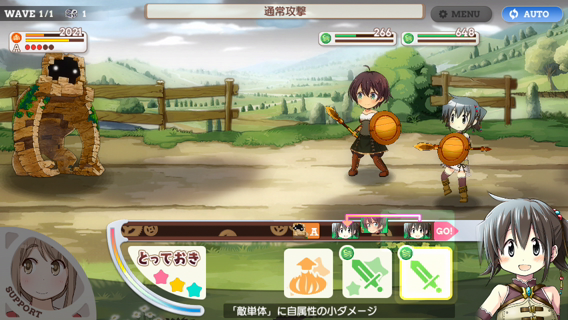 WAVE 1/1
1
通常攻撃
MENU
AUTO
2021
A
266
648
A
GO!
とっておき
SUPPORT
「敵単体」に自属性の小ダメージ